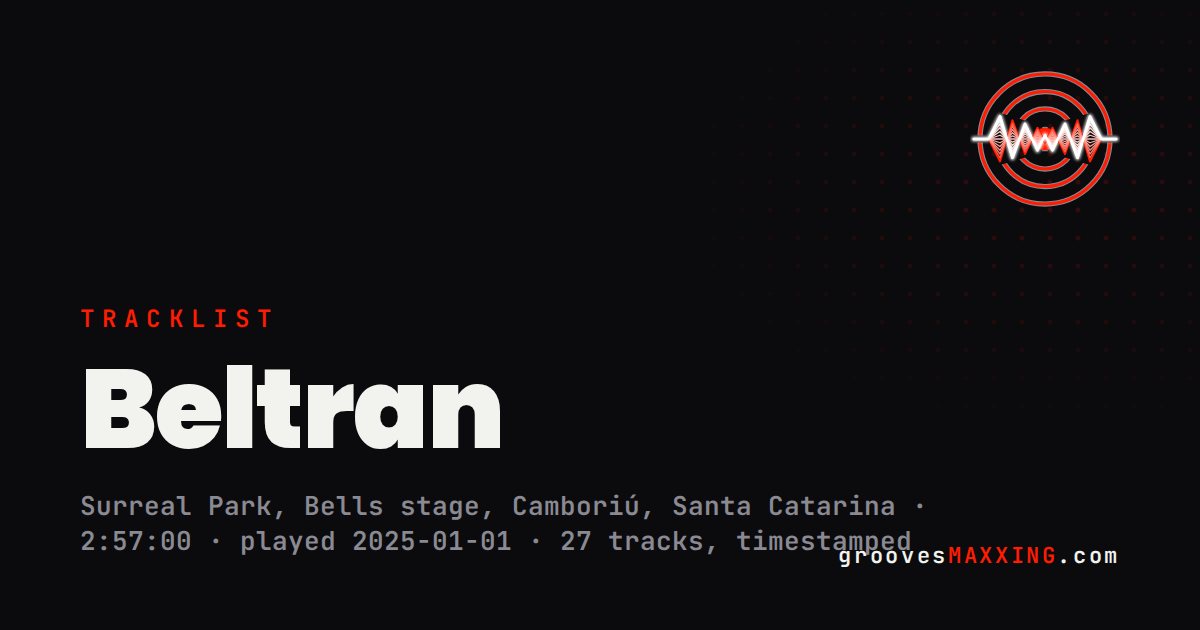 TRACKLIST
Beltran
Surreal Park, Bells stage, Camboriú, Santa Catarina ·
2:57:00 · played 2025-01-01 · 27 tracks, timestamped
groovesMAXXING.com